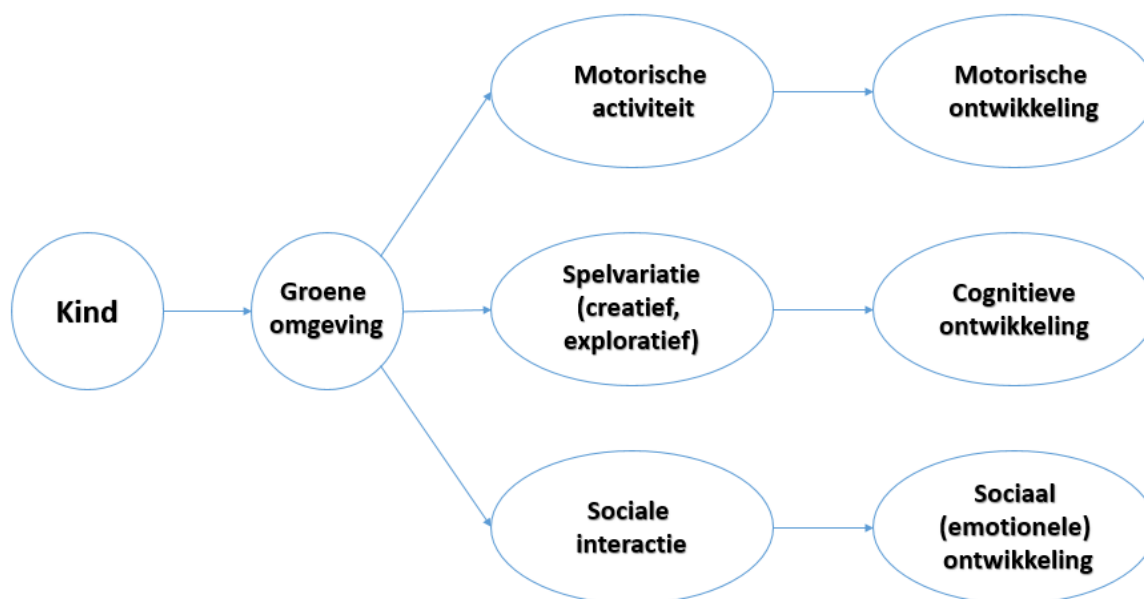 Kind
Groene
omgeving
Motorische
activiteit
Motorische
ontwikkeling
Spelvariatie
(creatief,
exploratief)
Cognitieve
ontwikkeling
Sociale
interactie
Sociaal
(emotionele)
ontwikkeling